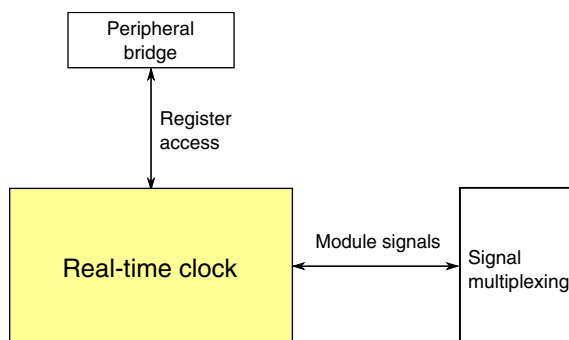 Peripheral
bridge
Register
access
Real-time clock
Module signals
Signal
multiplexing